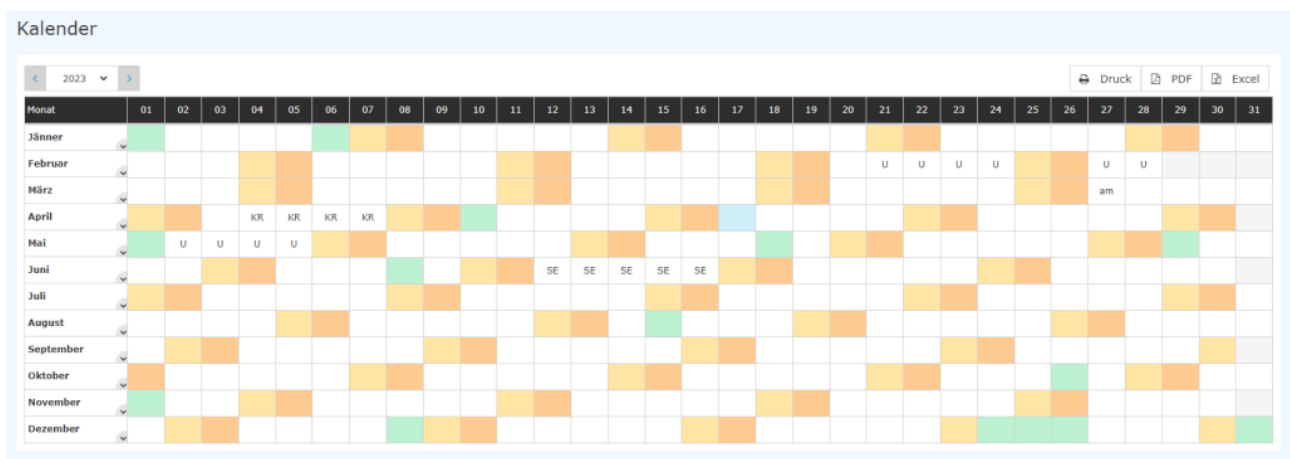 Kalender
2023 Druck PDF Excel
Monat 01 02 03 04 05 06 07 08 09 10 11 12 13 14 15 16 17 18 19 20 21 22 23 24 25 26 27 28 29 30 31
Jänner
Februar U U U U U U
März am
April KR KR KR KR
Mai U U U U
Juni SE SE SE SE SE
Juli
August
September
Oktober
November
Dezember